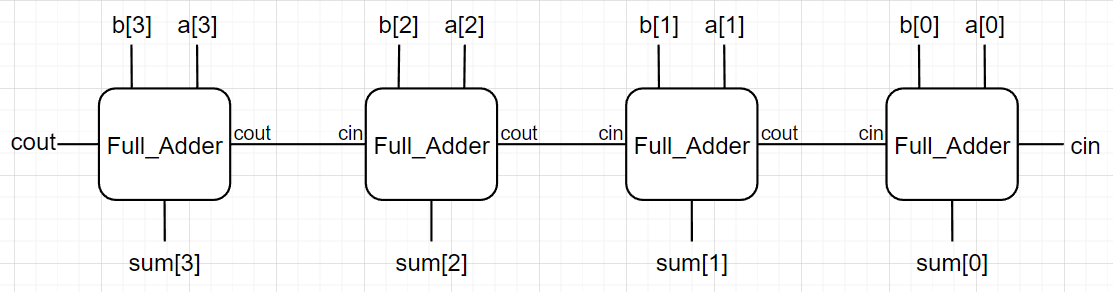 b[3] a[3] b[2] a[2] b[1] a[1] b[0] a[0]
cout Full_Adder cout cin Full_Adder cout cin Full_Adder cout cin Full_Adder cin
sum[3] sum[2] sum[1] sum[0]